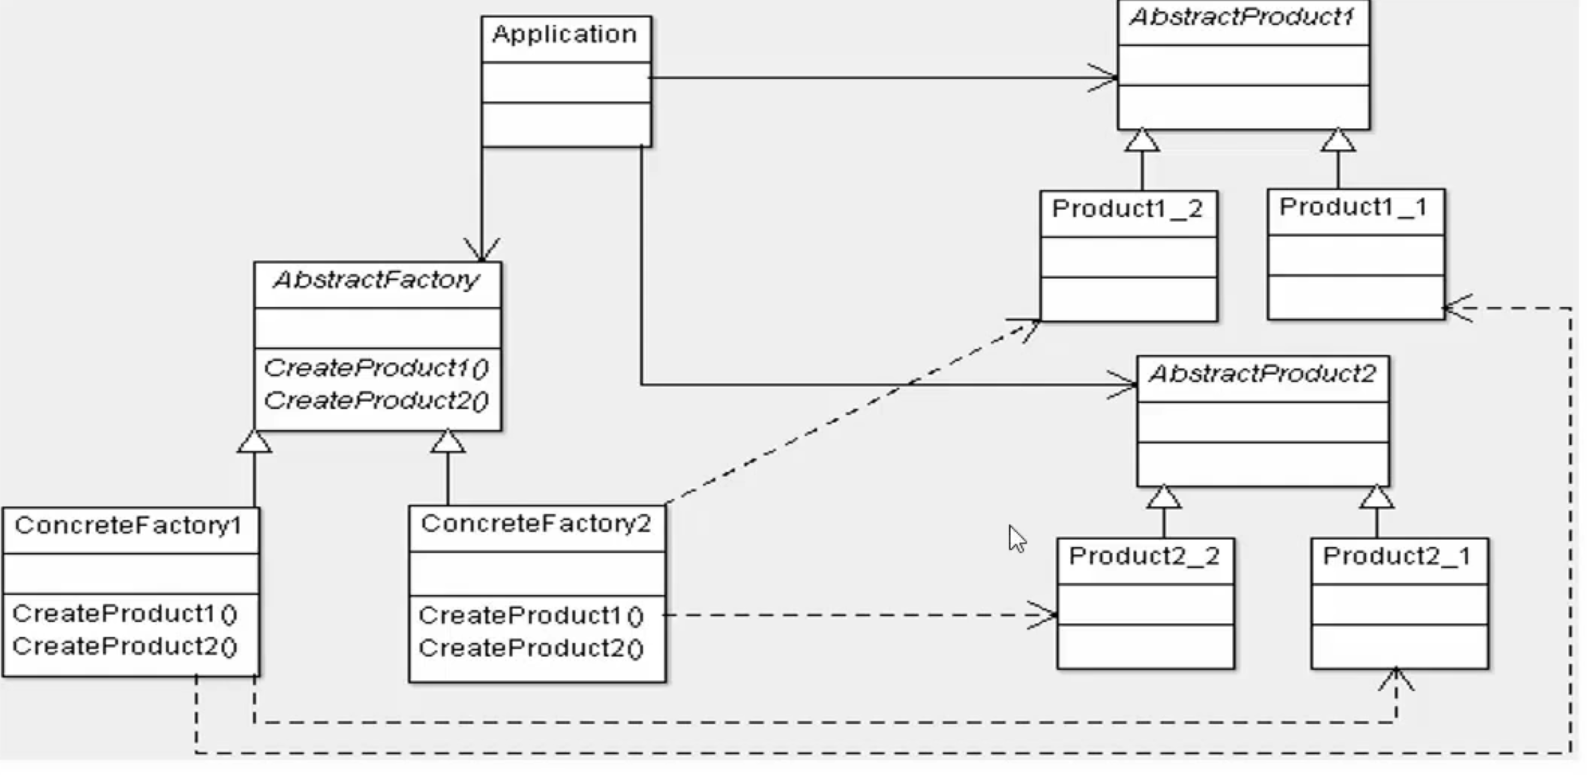 Application
AbstractProduct1
Product1_2
Product1_1
AbstractFactory
CreateProduct1()
CreateProduct2()
AbstractProduct2
ConcreteFactory1
CreateProduct1()
CreateProduct2()
ConcreteFactory2
CreateProduct1()
CreateProduct2()
Product2_2
Product2_1